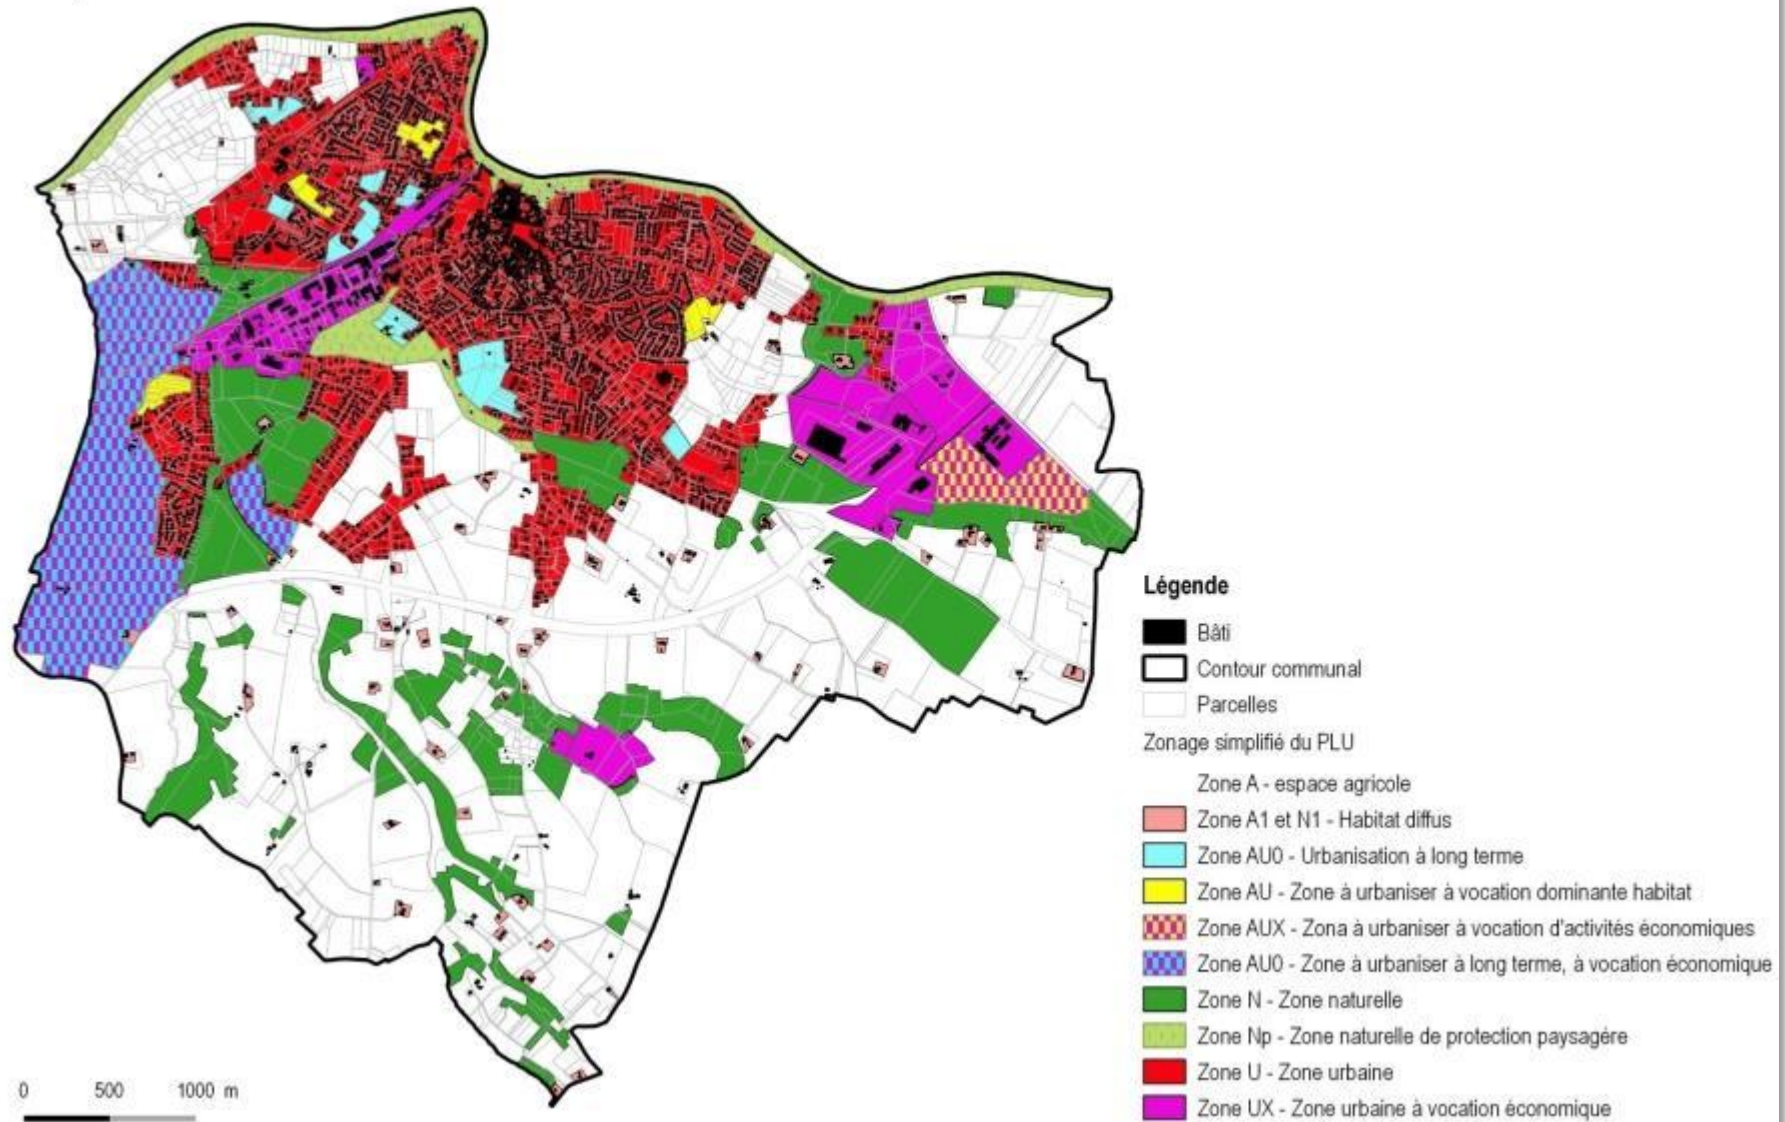 Légende
Bâti
Contour communal
Parcelles
Zonage simplifié du PLU
Zone A - espace agricole
Zone A1 et N1 - Habitat diffus
Zone AU0 - Urbanisation à long terme
Zone AU - Zone à urbaniser à vocation dominante habitat
Zone AUX - Zona à urbaniser à vocation d'activités économiques
Zone AU0 - Zone à urbaniser à long terme, à vocation économique
Zone N - Zone naturelle
Zone Np - Zone naturelle de protection paysagère
Zone U - Zone urbaine
Zone UX - Zone urbaine à vocation économique
0 500 1000 m